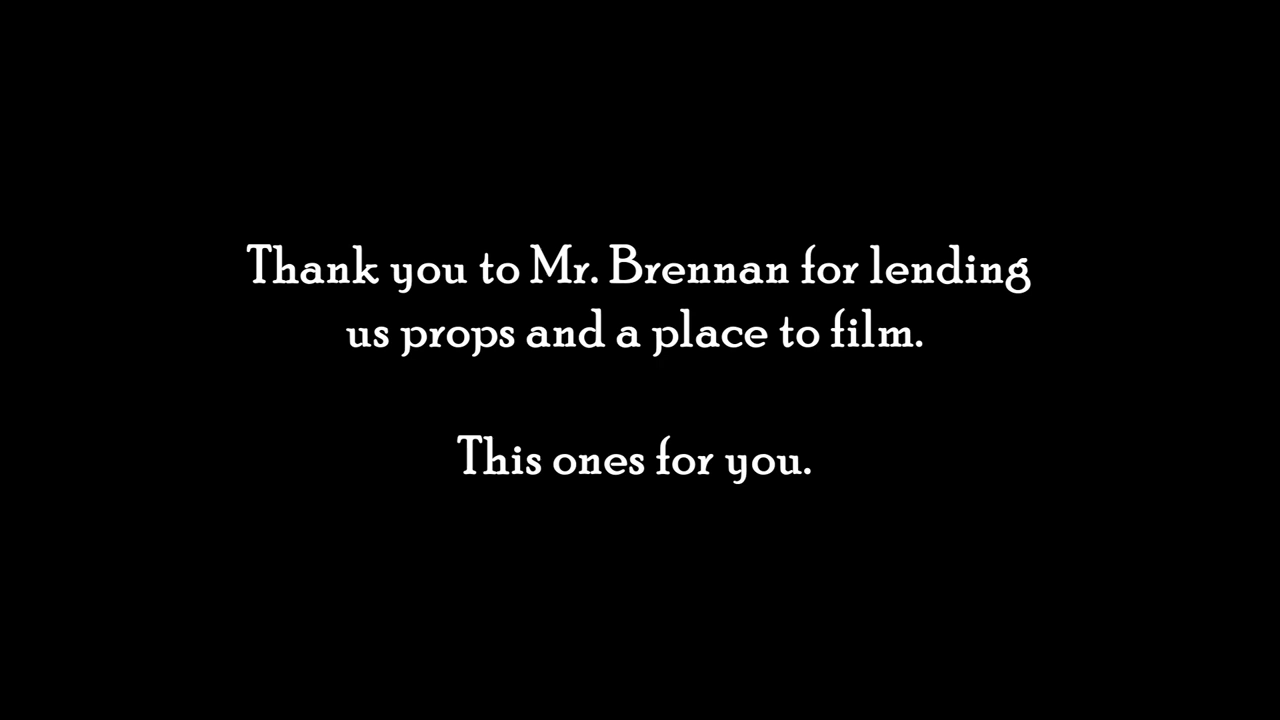 Thank you to Mr. Brennan for lending
us props and a place to film.
This ones for you.